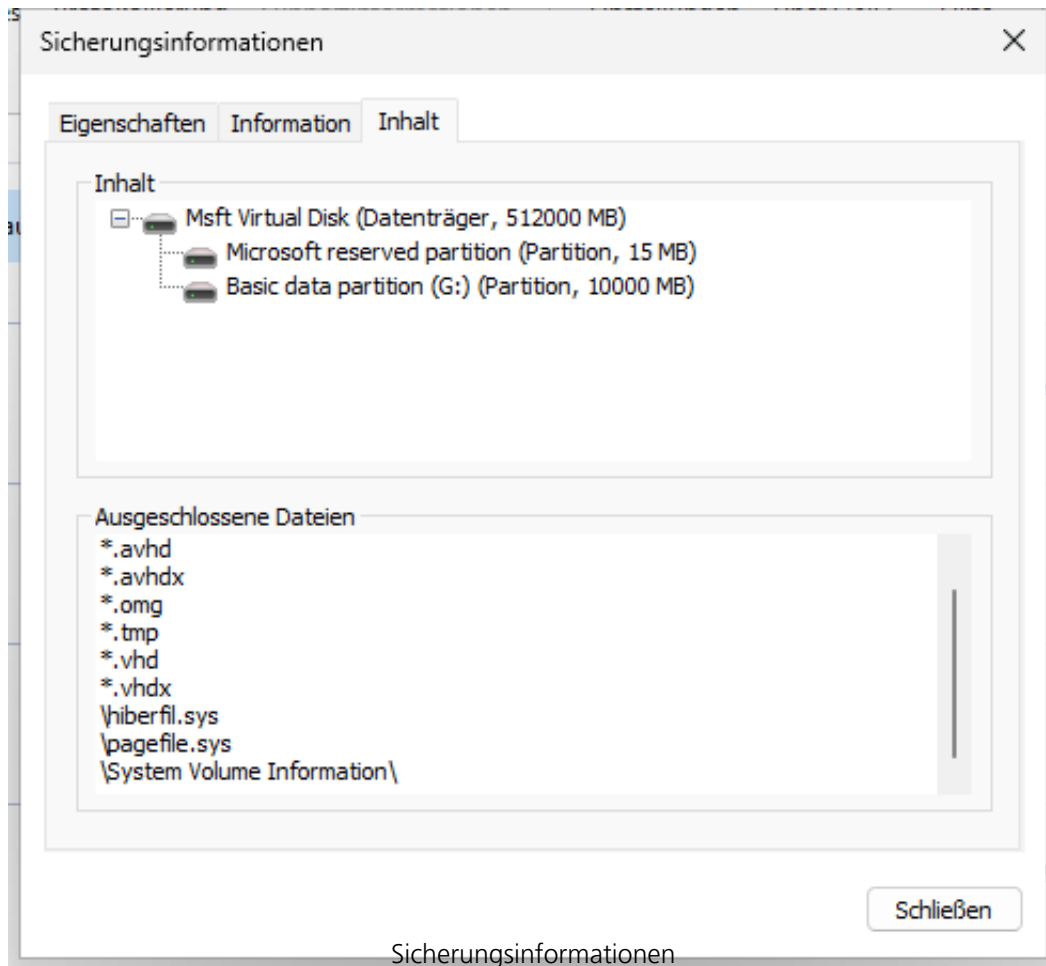 Sicherungsinformationen
Eigenschaften Information Inhalt
Inhalt
Msft Virtual Disk (Datenträger, 512000 MB)
Microsoft reserved partition (Partition, 15 MB)
Basic data partition (G:) (Partition, 10000 MB)
Ausgeschlossene Dateien
*.avhd
*.avhdx
*.omg
*.tmp
*.vhd
*.vhdx
\hiberfil.sys
\pagefile.sys
\System Volume Information\
Schließen
Sicherungsinformationen